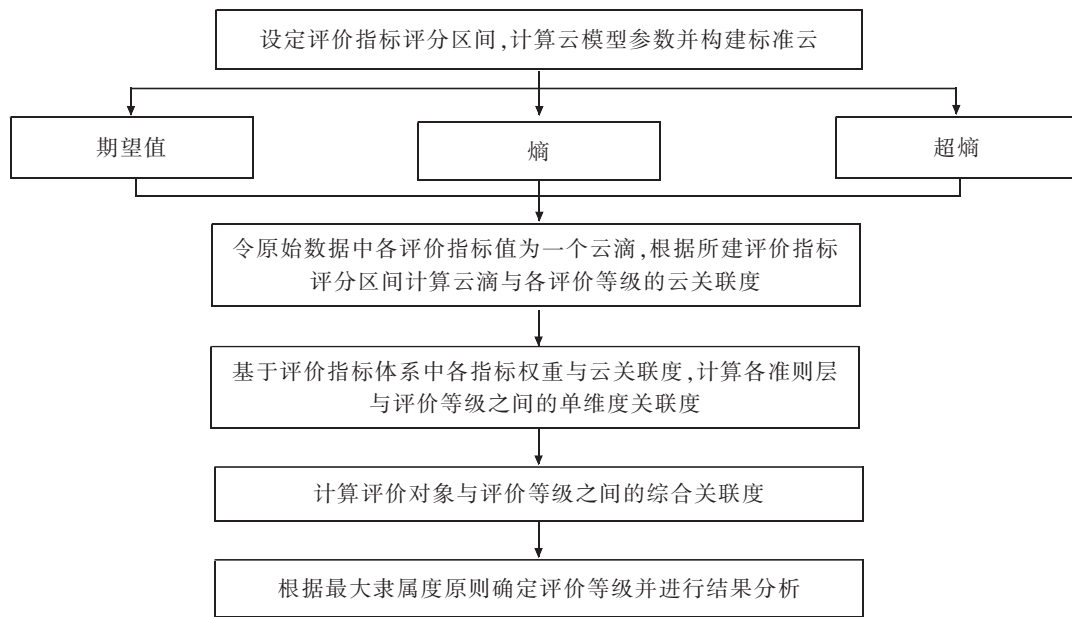 设定评价指标评分区间,计算云模型参数并构建标准云
期望值
熵
超熵
令原始数据中各评价指标值为一个云滴,根据所建评价指标
评分区间计算云滴与各评价等级的云关联度
基于评价指标体系中各指标权重与云关联度,计算各准则层
与评价等级之间的单维度关联度
计算评价对象与评价等级之间的综合关联度
根据最大隶属度原则确定评价等级并进行结果分析